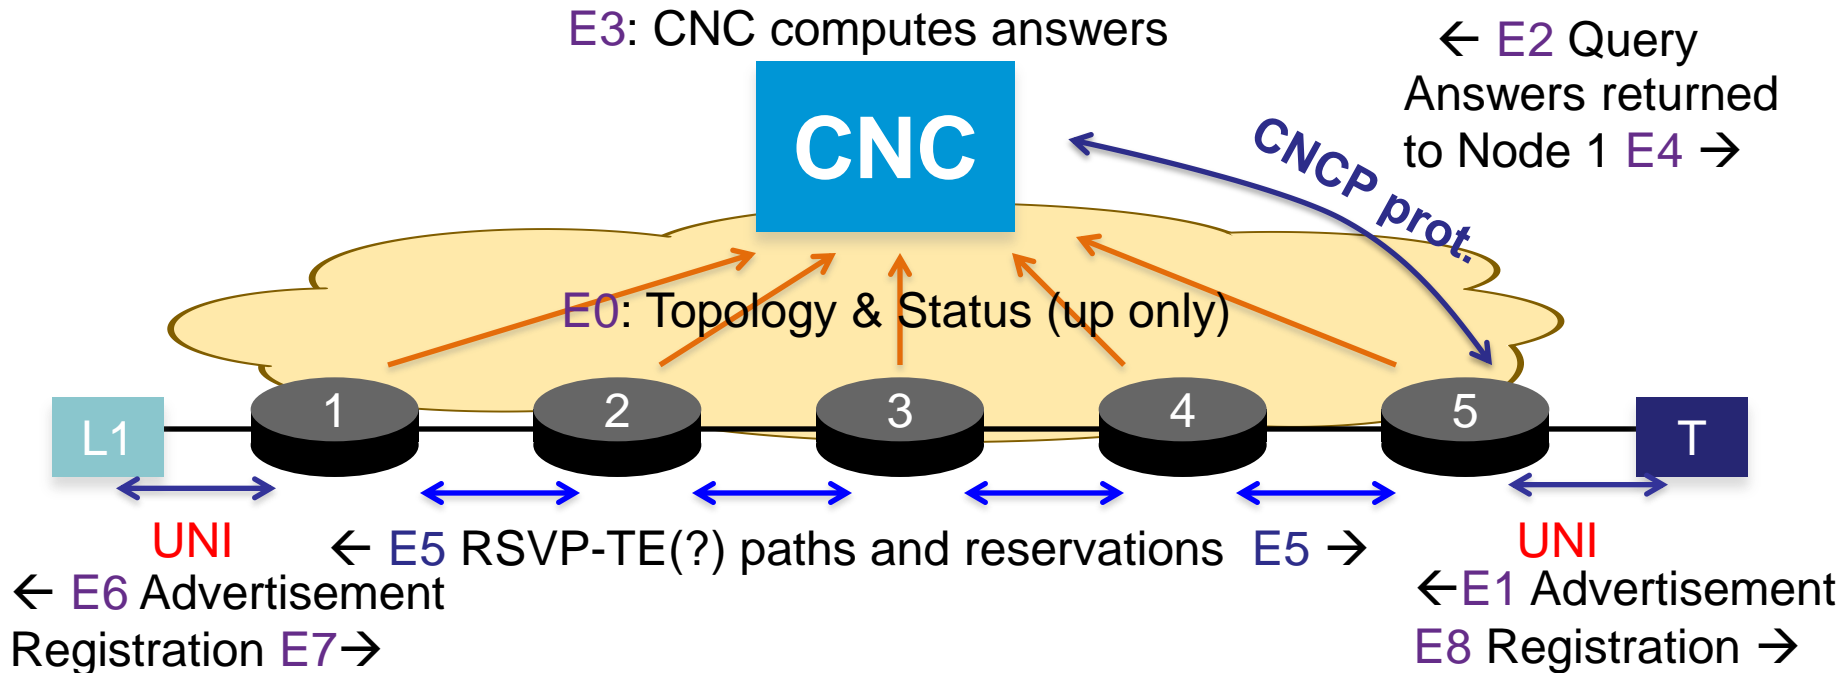 E3: CNC computes answers
← E2 Query
Answers returned
to Node 1 E4 →
CNC
CNCP prot.
E0: Topology & Status (up only)
L1
1
2
3
4
5
T
UNI
← E5 RSVP-TE(?) paths and reservations E5 →
UNI
← E6 Advertisement
Registration E7→
←E1 Advertisement
E8 Registration →